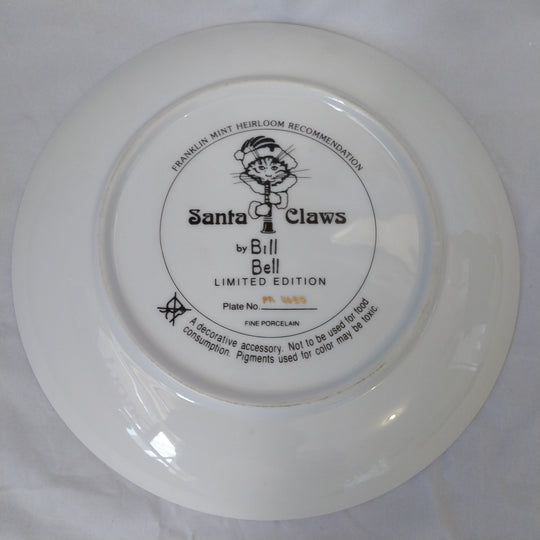 FRANKLIN MINT HEIRLOOM RECOMMENDATION
Santa Claws
by Bill
Bell
LIMITED EDITION
Plate No.
FINE PORCELAIN
A decorative accessory. Not to be used for food
consumption. Pigments used for color may be toxic.